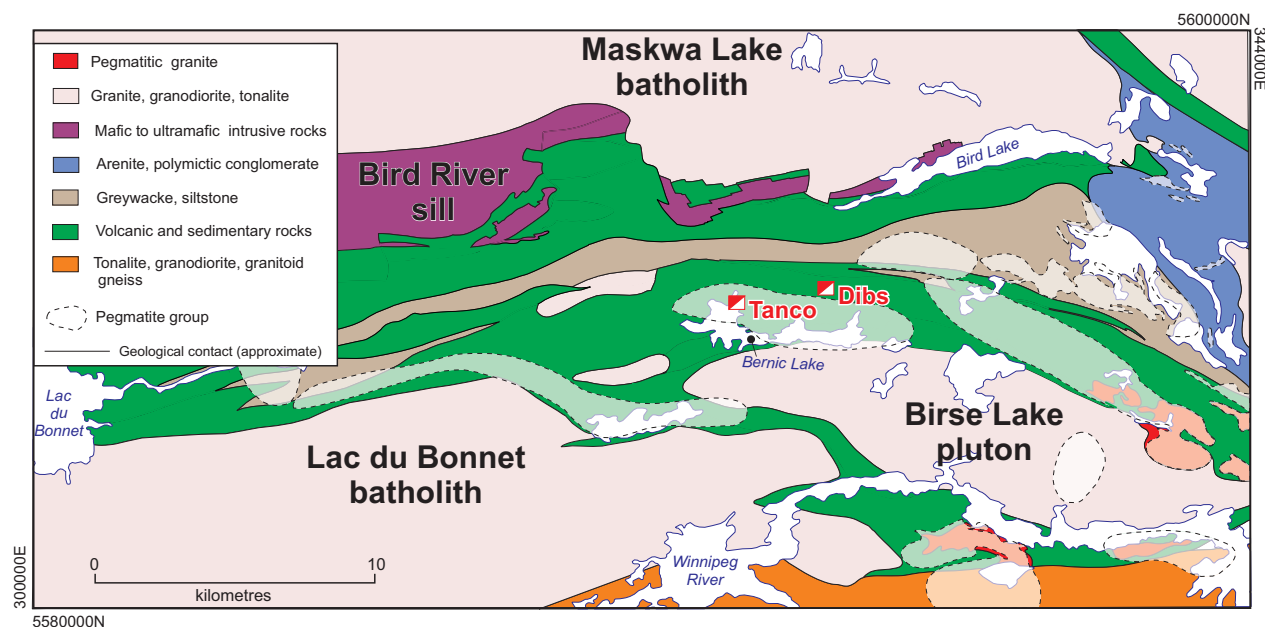 5600000N
344000E
Pegmatitic granite
Granite, granodiorite, tonalite
Mafic to ultramafic intrusive rocks
Arenite, polymictic conglomerate
Greywacke, siltstone
Volcanic and sedimentary rocks
Tonalite, granodiorite, granitoid
gneiss
Pegmatite group
Geological contact (approximate)
Maskwa Lake
batholith
Bird River
sill
Bird Lake
Dibs
Tanco
Bernic Lake
Lac
du
Bonnet
Birse Lake
pluton
Lac du Bonnet
batholith
Winnipeg
River
0
10
kilometres
300000E
5580000N